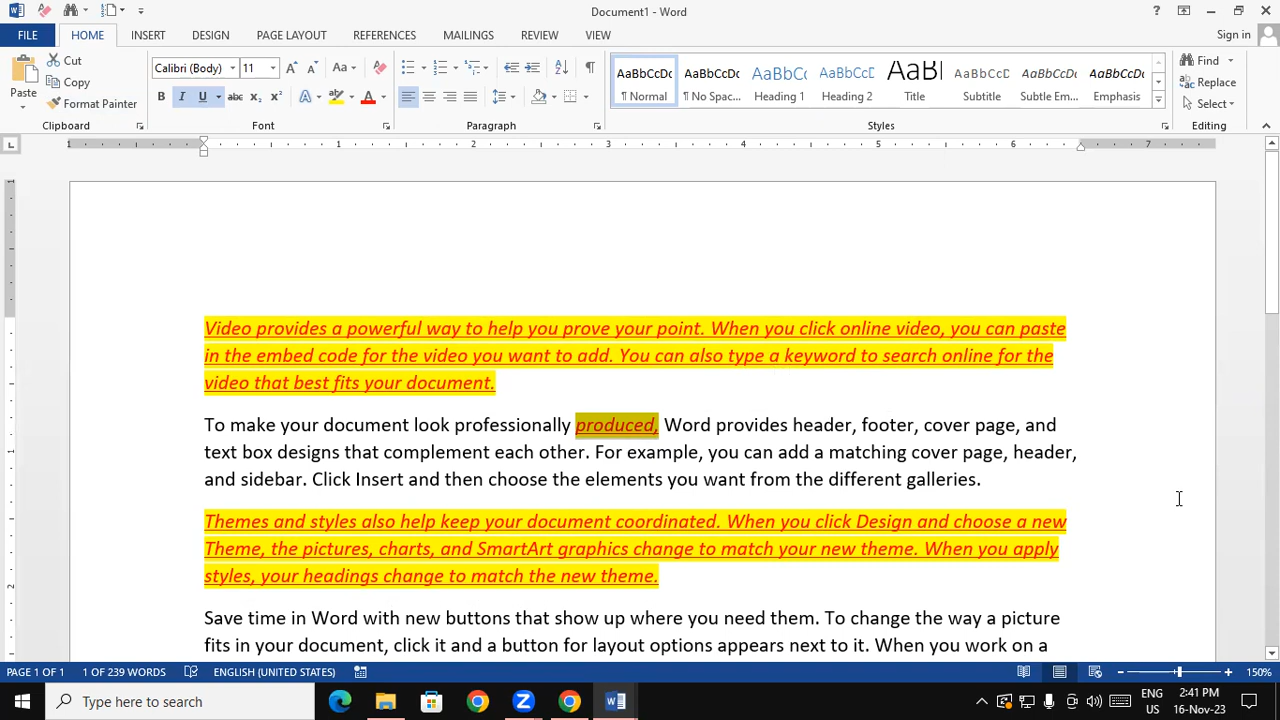 Document1 - Word
Sign in
FILE HOME INSERT DESIGN PAGE LAYOUT REFERENCES MAILINGS REVIEW VIEW
Paste
Cut
Copy
Format Painter
Clipboard
Calibri (Body) 11
Font
Paragraph
AaBbCcDc AaBbCcDc AaBbCc AaBbCcD AaBl AaBbCcD AaBbCcDc AaBbCcDc
¶ Normal ¶ No Spac... Heading 1 Heading 2 Title Subtitle Subtle Em... Emphasis
Styles
Find
Replace
Select
Editing
1 1 2 3 4 5 6 7
Video provides a powerful way to help you prove your point. When you click online video, you can paste
in the embed code for the video you want to add. You can also type a keyword to search online for the
video that best fits your document.
To make your document look professionally produced, Word provides header, footer, cover page, and
text box designs that complement each other. For example, you can add a matching cover page, header,
and sidebar. Click Insert and then choose the elements you want from the different galleries.
Themes and styles also help keep your document coordinated. When you click Design and choose a new
Theme, the pictures, charts, and SmartArt graphics change to match your new theme. When you apply
styles, your headings change to match the new theme.
Save time in Word with new buttons that show up where you need them. To change the way a picture
fits in your document, click it and a button for layout options appears next to it. When you work on a
PAGE 1 OF 1 1 OF 239 WORDS ENGLISH (UNITED STATES) 150%
Type here to search
ENG
US
2:41 PM
16-Nov-23